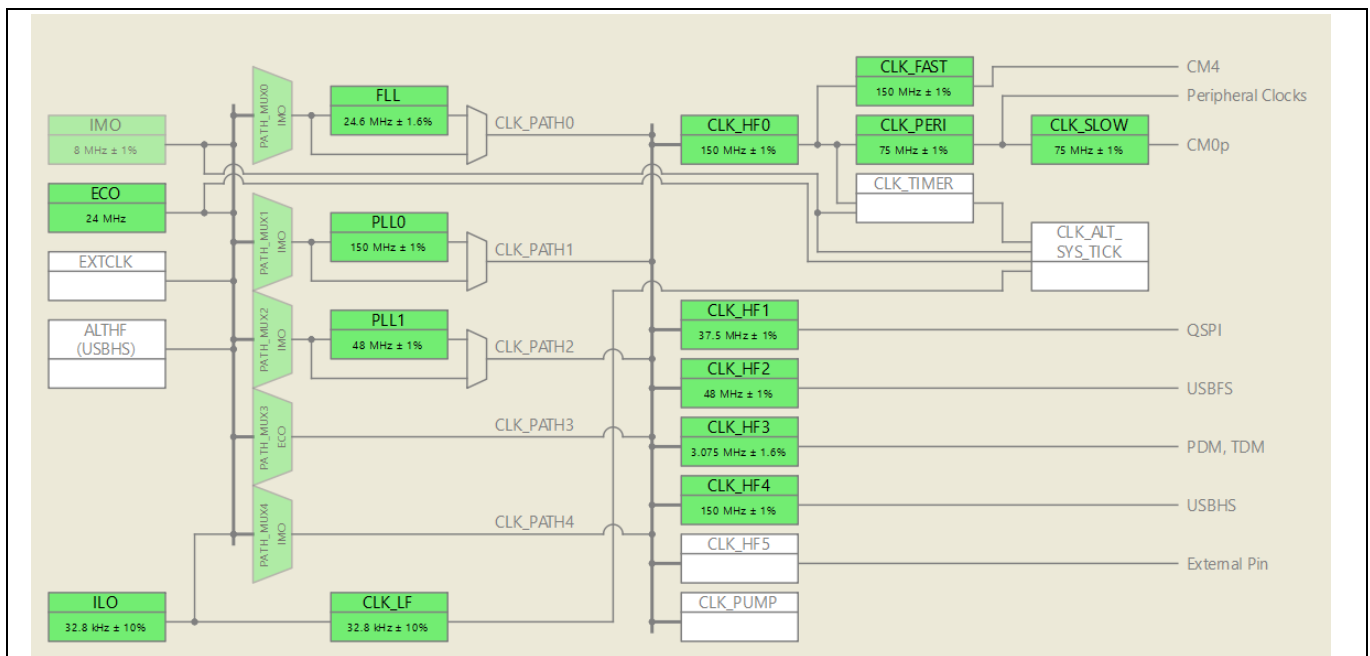 IMO
8 MHz ± 1%
ECO
24 MHz
EXTCLK
ALTHF
(USBHS)
ILO
32.8 kHz ± 10%
PATH_MUX0
IMO
PATH_MUX1
IMO
PATH_MUX2
IMO
PATH_MUX3
ECO
PATH_MUX4
IMO
FLL
24.6 MHz ± 1.6%
PLL0
150 MHz ± 1%
PLL1
48 MHz ± 1%
CLK_LF
32.8 kHz ± 10%
CLK_PATH0
CLK_PATH1
CLK_PATH2
CLK_PATH3
CLK_PATH4
CLK_HF0
150 MHz ± 1%
CLK_HF1
37.5 MHz ± 1%
CLK_HF2
48 MHz ± 1%
CLK_HF3
3.075 MHz ± 1.6%
CLK_HF4
150 MHz ± 1%
CLK_HF5
CLK_PUMP
CLK_FAST
150 MHz ± 1%
CLK_PERI
75 MHz ± 1%
CLK_TIMER
CLK_SLOW
75 MHz ± 1%
CLK_ALT_
SYS_TICK
CM4
Peripheral Clocks
CM0p
QSPI
USBFS
PDM, TDM
USBHS
External Pin